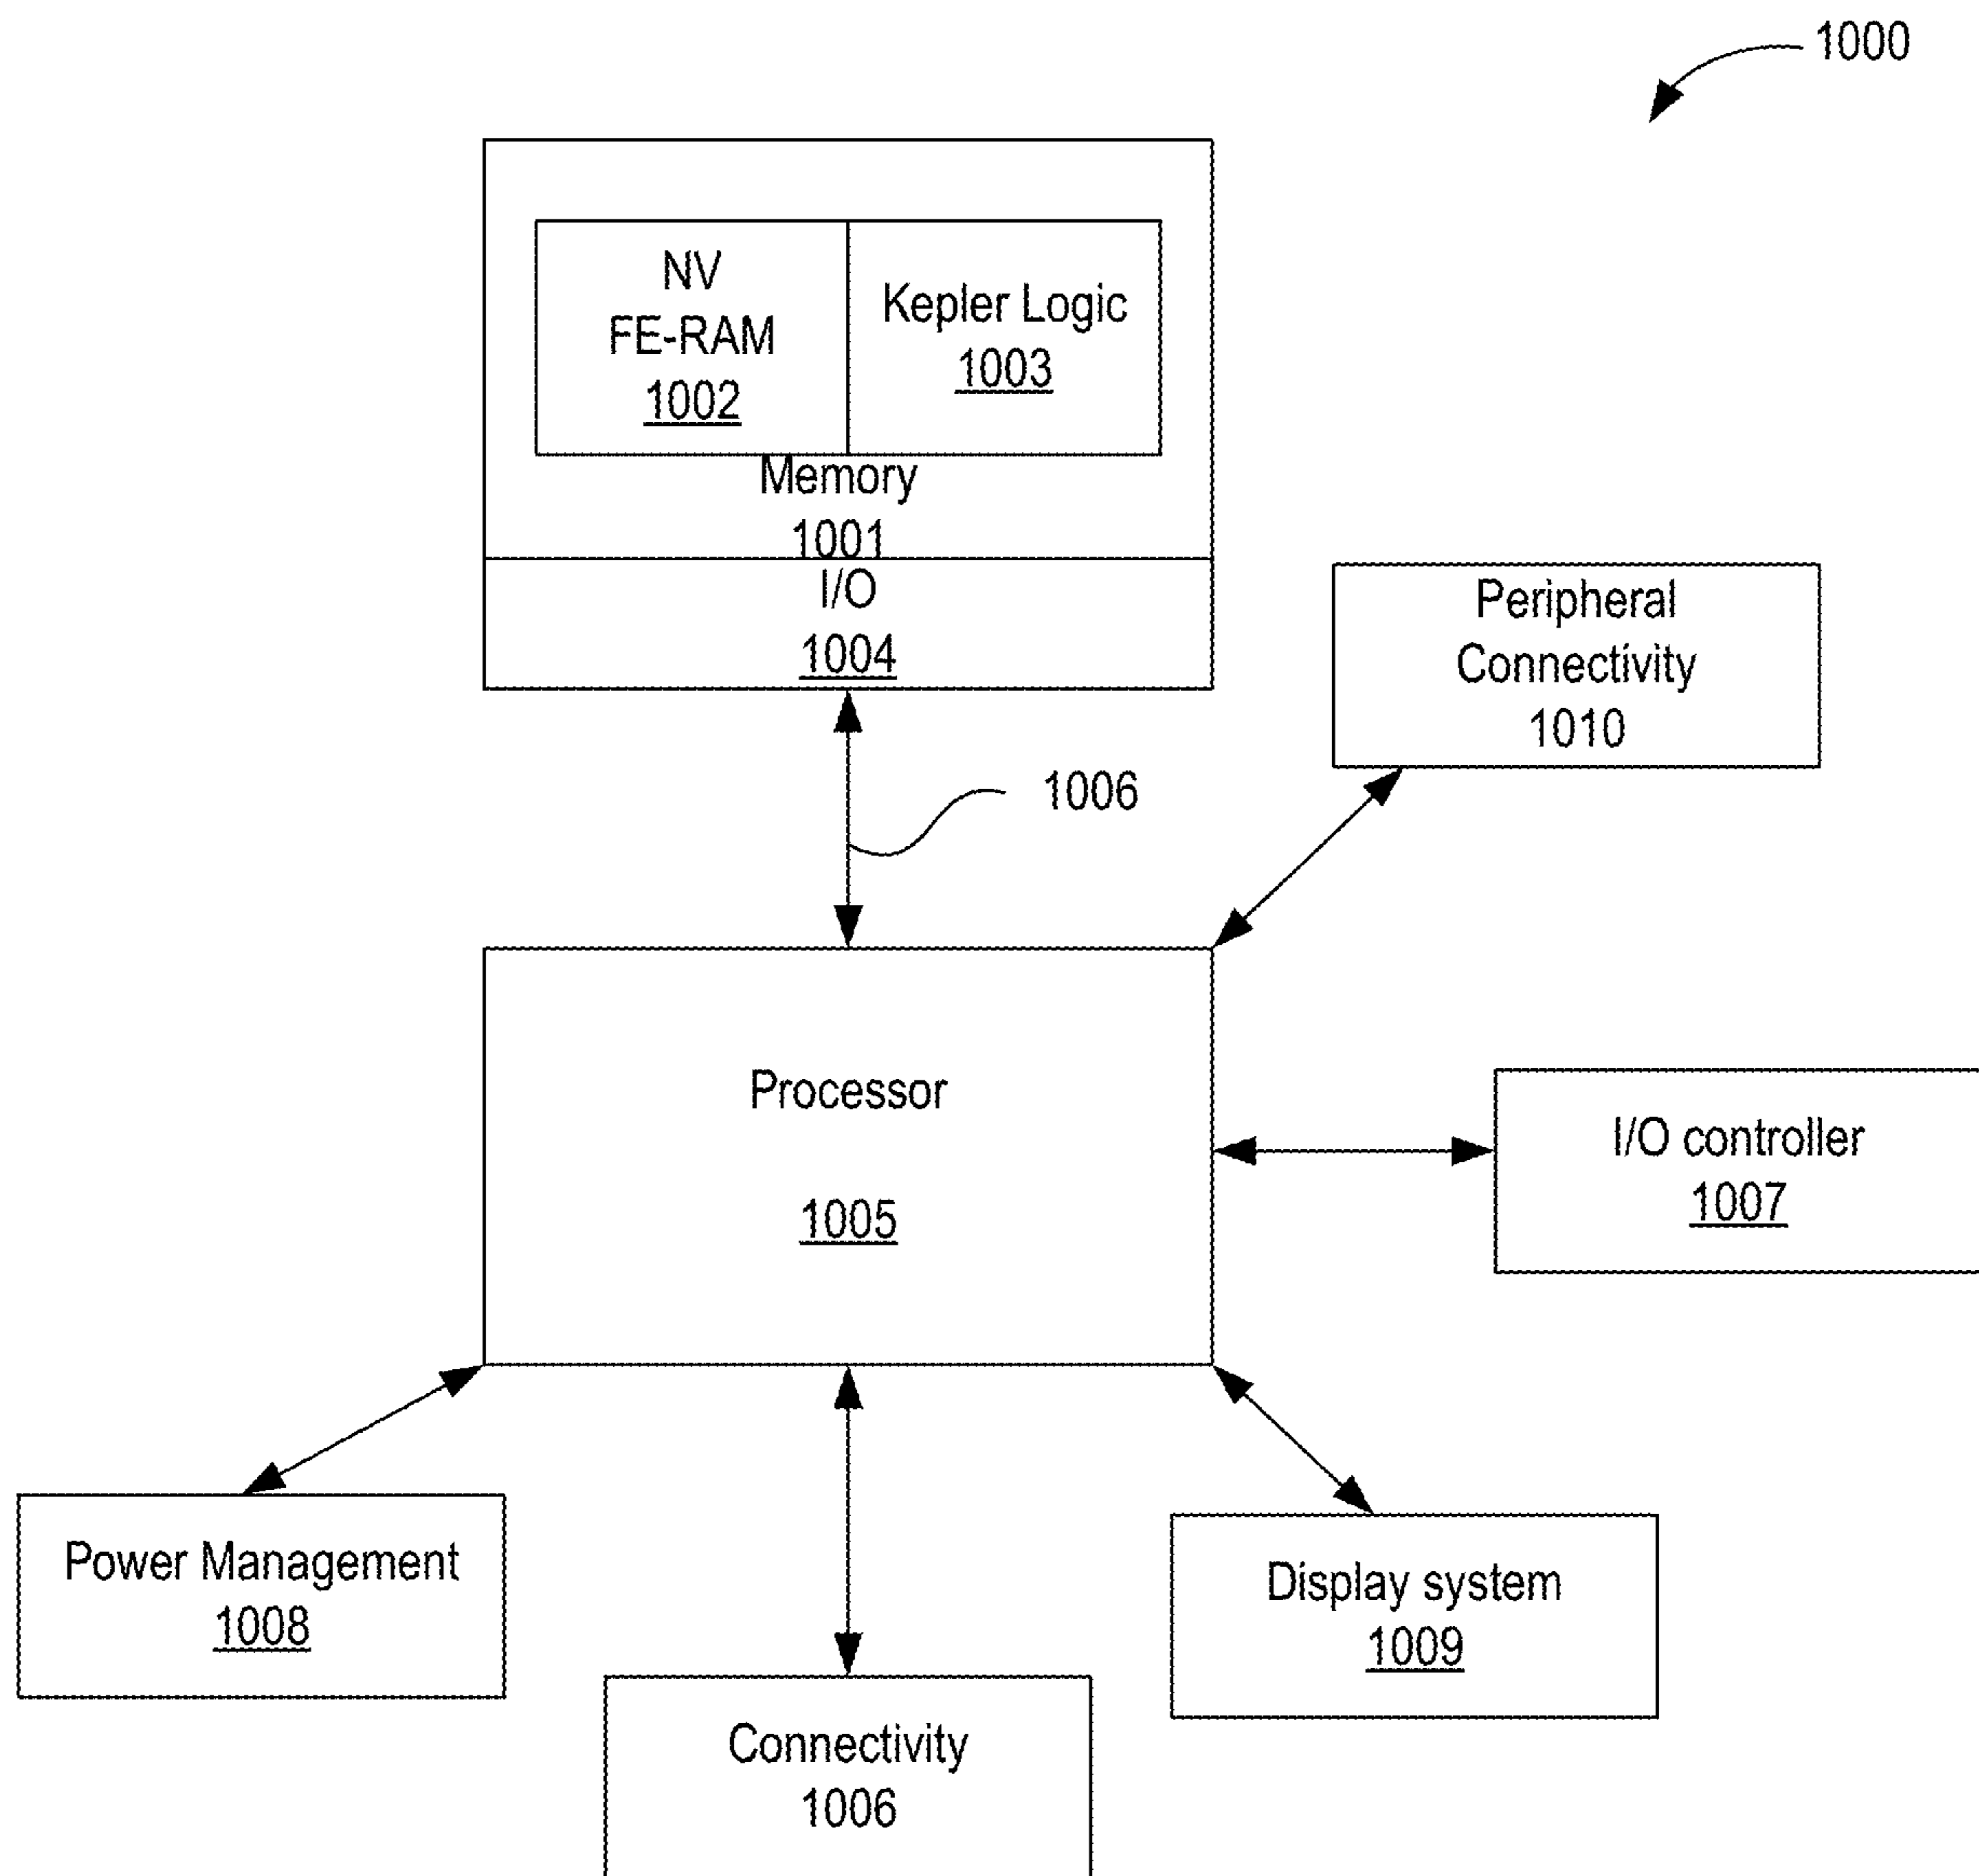 1000
NV
FE-RAM
1002
Kepler Logic
1003
Memory
1001
I/O
1004
Peripheral
Connectivity
1010
1006
Processor
1005
I/O controller
1007
Power Management
1008
Display system
1009
Connectivity
1006